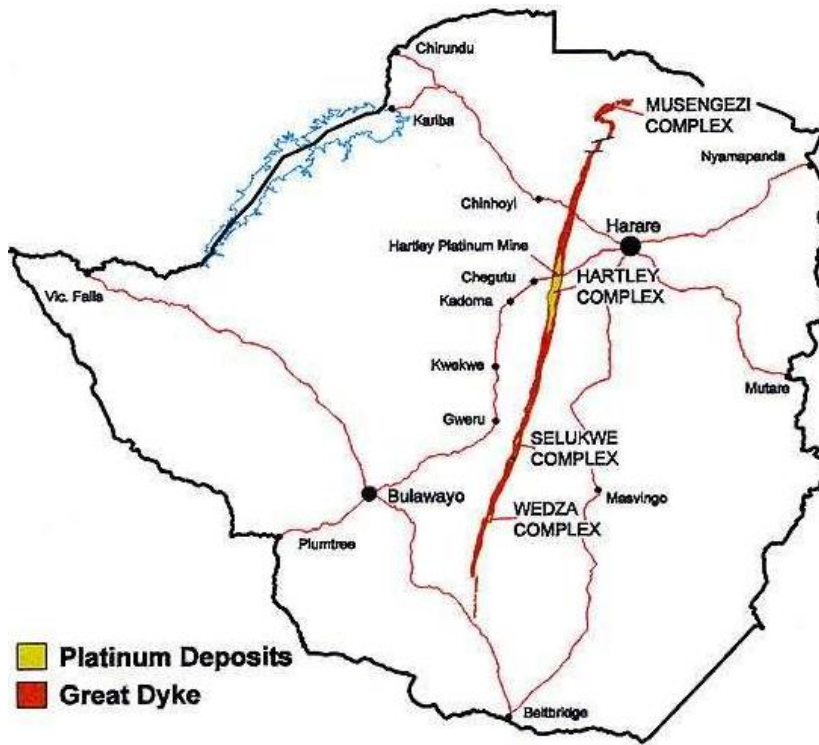 Chirundu
Kariba
MUSENGEZI
COMPLEX
Nyamapanda
Chinhoyi
Harare
Hartley Platinum Mine
Chegutu
HARTLEY
COMPLEX
Vic. Falls
Kadoma
Kwekwe
Mutare
Gweru
SELUKWE
COMPLEX
Bulawayo
Masvingo
WEDZA
COMPLEX
Plumtree
Platinum Deposits
Great Dyke
Beitbridge